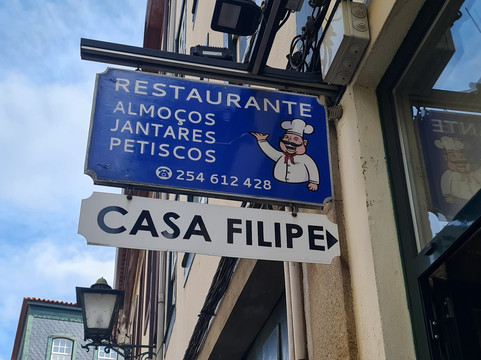 RESTAURANTE
ALMOÇOS
JANTARES
PETISCOS
254 612 428
CASA FILIPE